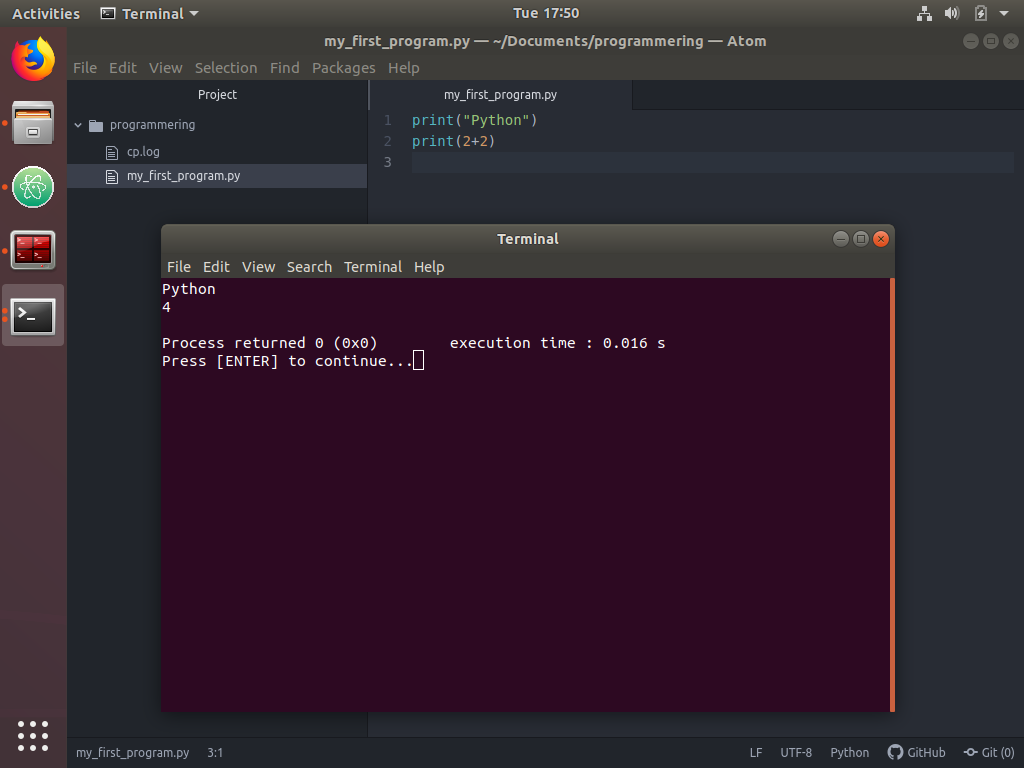 Activities Terminal Tue 17:50
my_first_program.py — ~/Documents/programmering — Atom
File Edit View Selection Find Packages Help
Project
programmering
cp.log
my_first_program.py
my_first_program.py
1 print("Python")
2 print(2+2)
3
Terminal
File Edit View Search Terminal Help
Python
4
Process returned 0 (0x0) execution time : 0.016 s
Press [ENTER] to continue...
my_first_program.py 3:1 LF UTF-8 Python GitHub Git (0)